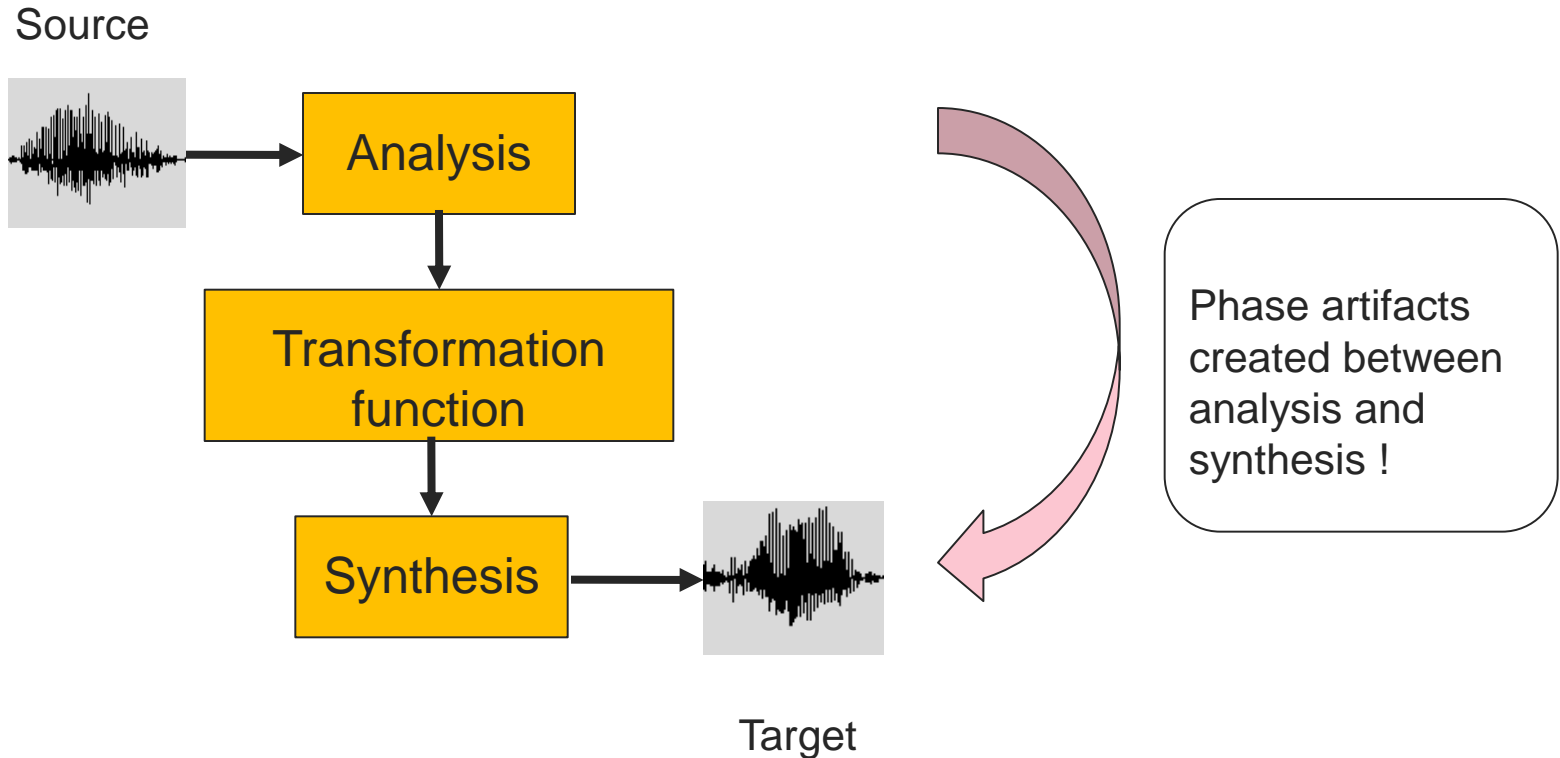 Source
Analysis
Transformation
function
Synthesis
Target
Phase artifacts
created between
analysis and
synthesis !